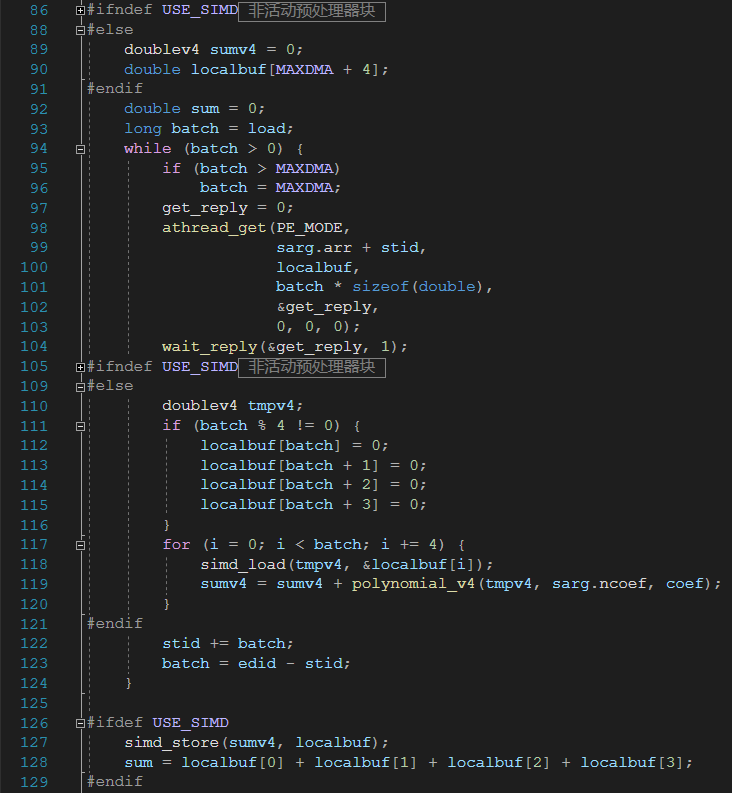 86 #ifndef USE_SIMD 非活动预处理器块
88 #else
89 doublev4 sumv4 = 0;
90 double localbuf[MAXDMA + 4];
91 #endif
92 double sum = 0;
93 long batch = load;
94 while (batch > 0) {
95 if (batch > MAXDMA)
96 batch = MAXDMA;
97 get_reply = 0;
98 athread_get(PE_MODE,
99 sarg.arr + stid,
100 localbuf,
101 batch * sizeof(double),
102 &get_reply,
103 0, 0, 0);
104 wait_reply(&get_reply, 1);
105 #ifndef USE_SIMD 非活动预处理器块
109 #else
110 doublev4 tmpv4;
111 if (batch % 4 != 0) {
112 localbuf[batch] = 0;
113 localbuf[batch + 1] = 0;
114 localbuf[batch + 2] = 0;
115 localbuf[batch + 3] = 0;
116 }
117 for (i = 0; i < batch; i += 4) {
118 simd_load(tmpv4, &localbuf[i]);
119 sumv4 = sumv4 + polynomial_v4(tmpv4, sarg.ncoef, coef);
120 }
121 #endif
122 stid += batch;
123 batch = edid - stid;
124 }
125
126 #ifdef USE_SIMD
127 simd_store(sumv4, localbuf);
128 sum = localbuf[0] + localbuf[1] + localbuf[2] + localbuf[3];
129 #endif